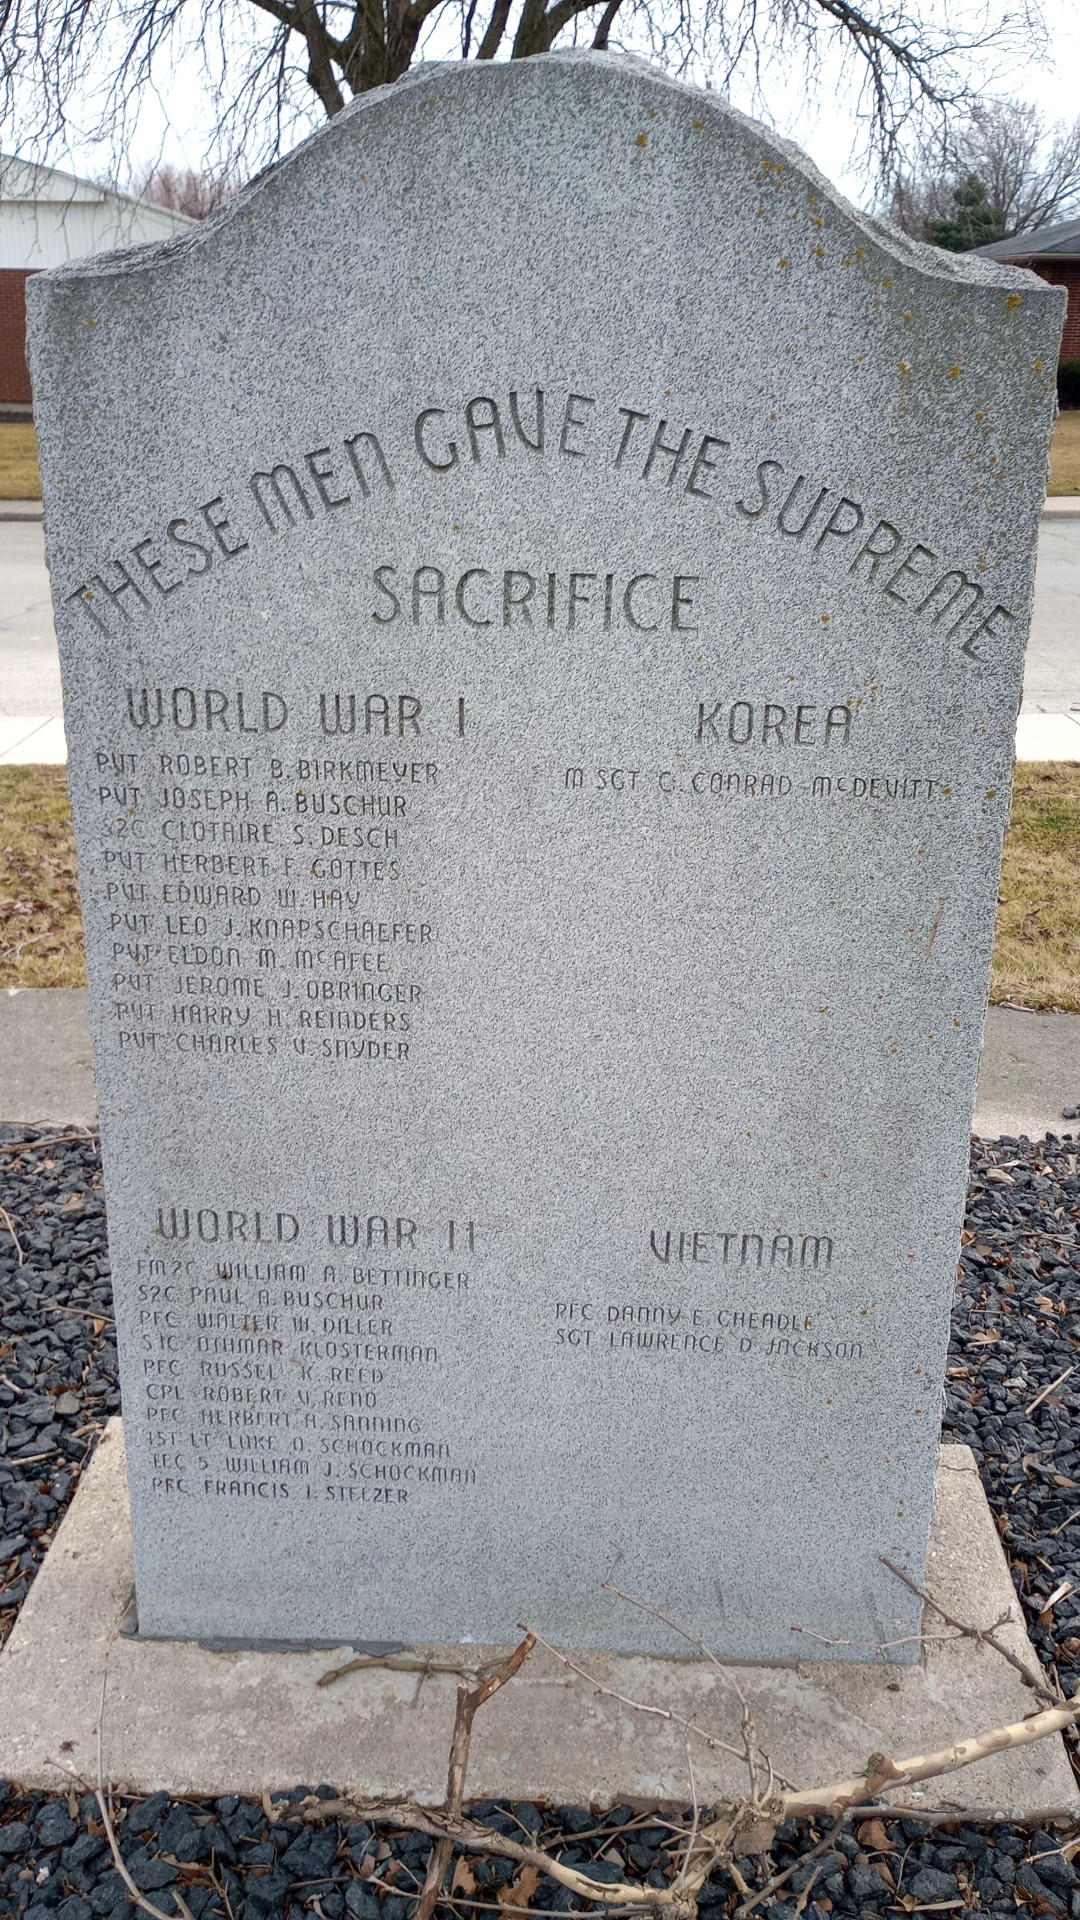 THESE MEN GAVE THE SUPREME
SACRIFICE
WORLD WAR I
PVT ROBERT B. BIRKMEYER
PVT JOSEPH A. BUSCHUR
S2C CLOTAIRE S. DESCH
PVT HERBERT F. GOTTES
PVT EDWARD W. HAY
PVT LEO J. KNAPSCHAEFER
PVT ELDON M. McAFEE
PVT JEROME J. OBRINGER
PVT HARRY H. REINDERS
PVT CHARLES V. SNYDER
KOREA
M SGT C. CONRAD McDEVITT
WORLD WAR II
FM2C WILLIAM A. BETTINGER
S2C PAUL A. BUSCHUR
PFC WALTER W. DILLER
S1C OTHMAR KLOSTERMAN
PFC RUSSEL K. REED
CPL ROBERT V. RENO
PFC HERBERT A. SANNING
1ST LT LUKE O. SCHOCKMAN
TEC 5 WILLIAM J. SCHOCKMAN
PFC FRANCIS I. STELZER
VIETNAM
PFC DANNY E. CHEADLE
SGT LAWRENCE D. JACKSON